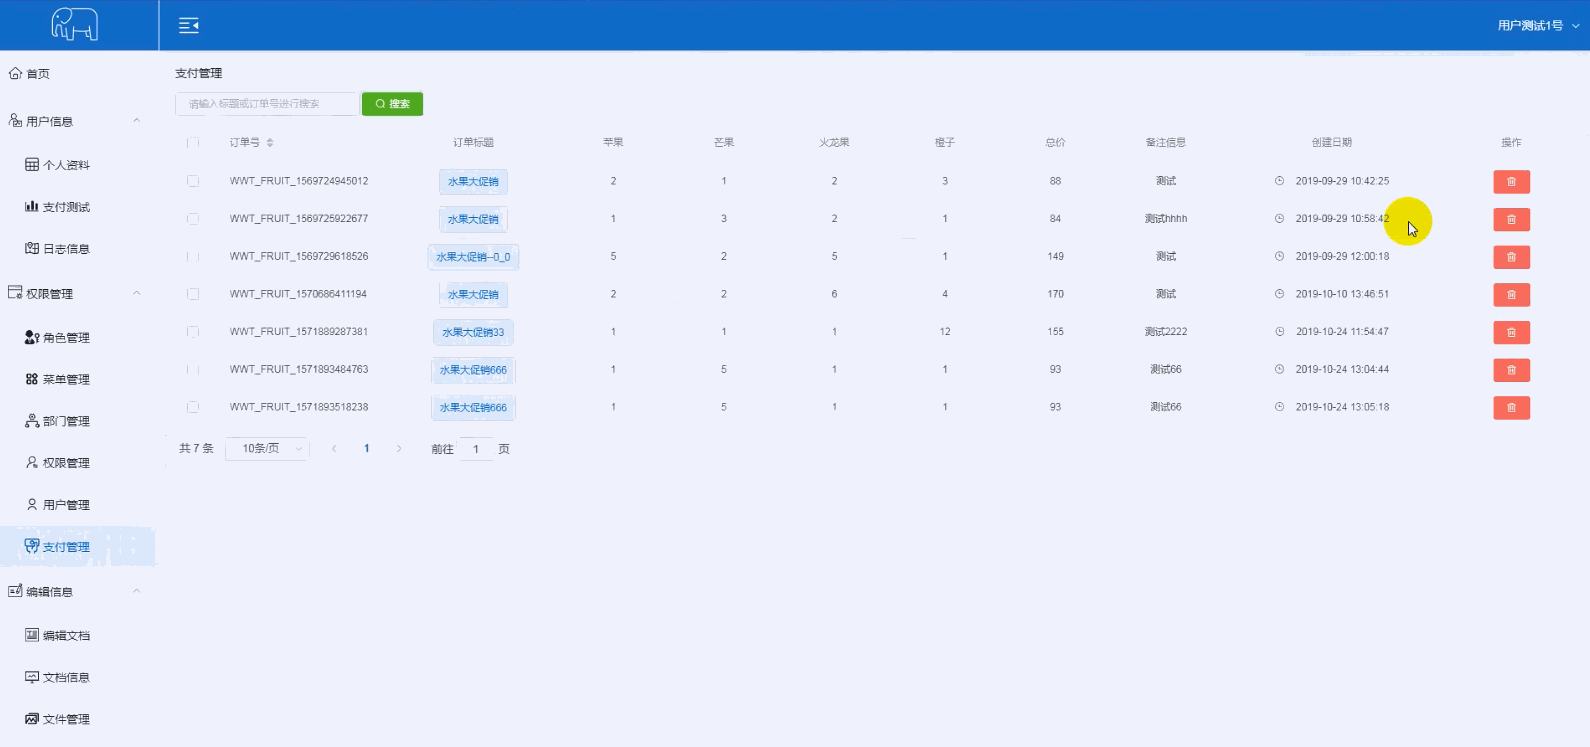 用户测试1号
首页
用户信息
个人资料
支付测试
日志信息
权限管理
角色管理
菜单管理
部门管理
权限管理
用户管理
支付管理
编辑信息
编辑文档
文档信息
文件管理
支付管理
请输入标题或订单号进行搜索 搜索
订单号 订单标题 苹果 芒果 火龙果 橙子 总价 备注信息 创建日期 操作
WWT_FRUIT_1569724945012 水果大促销 2 1 2 3 88 测试 2019-09-29 10:42:25
WWT_FRUIT_1569725922677 水果大促销 1 3 2 1 84 测试hhhh 2019-09-29 10:58:42
WWT_FRUIT_1569729618526 水果大促销--0_0 5 2 5 1 149 测试 2019-09-29 12:00:18
WWT_FRUIT_1570686411194 水果大促销 2 2 6 4 170 测试 2019-10-10 13:46:51
WWT_FRUIT_1571889287381 水果大促销33 1 1 1 12 155 测试2222 2019-10-24 11:54:47
WWT_FRUIT_1571893484763 水果大促销666 1 5 1 1 93 测试66 2019-10-24 13:04:44
WWT_FRUIT_1571893518238 水果大促销666 1 5 1 1 93 测试66 2019-10-24 13:05:18
共 7 条 10条/页 1 前往 1 页